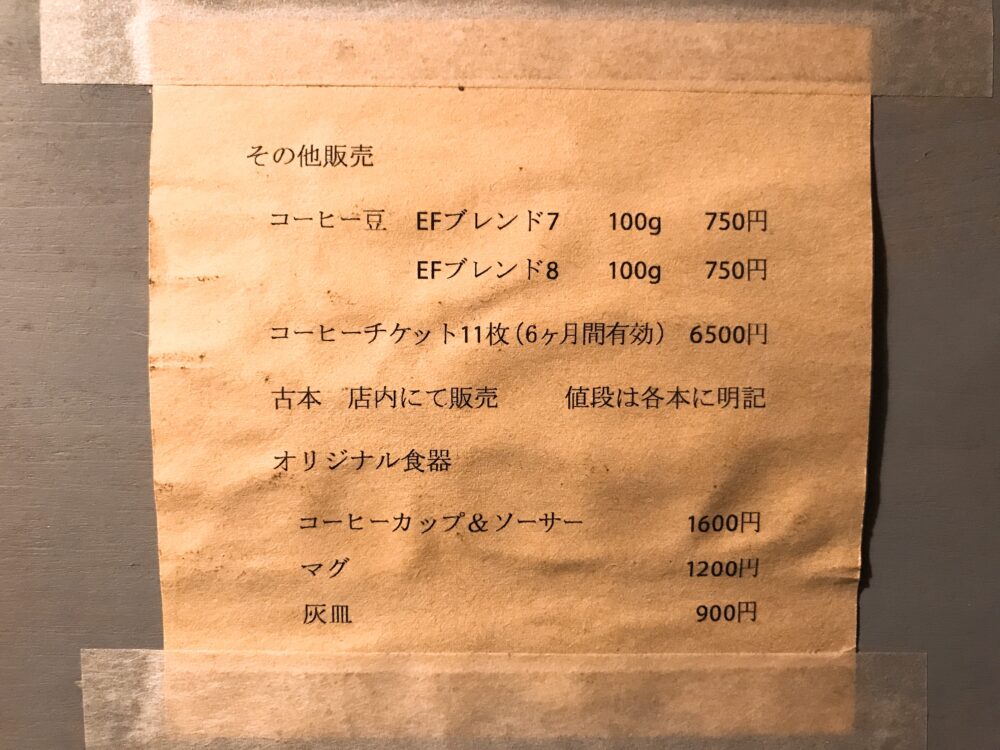 その他販売
コーヒー豆　EFブレンド7　100g　750円
EFブレンド8　100g　750円
コーヒーチケット11枚（6ヶ月間有効）　6500円
古本　店内にて販売　値段は各本に明記
オリジナル食器
コーヒーカップ＆ソーサー　1600円
マグ　1200円
灰皿　900円